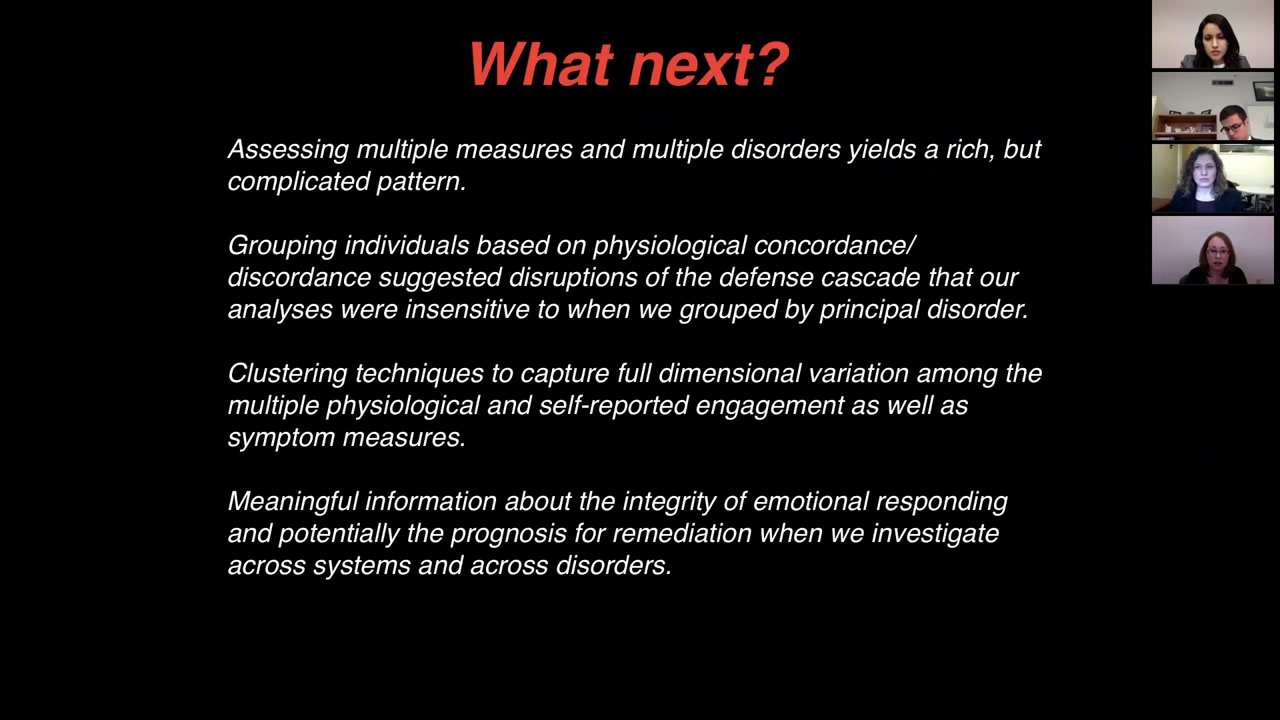 What next?
Assessing multiple measures and multiple disorders yields a rich, but
complicated pattern.
Grouping individuals based on physiological concordance/
discordance suggested disruptions of the defense cascade that our
analyses were insensitive to when we grouped by principal disorder.
Clustering techniques to capture full dimensional variation among the
multiple physiological and self-reported engagement as well as
symptom measures.
Meaningful information about the integrity of emotional responding
and potentially the prognosis for remediation when we investigate
across systems and across disorders.